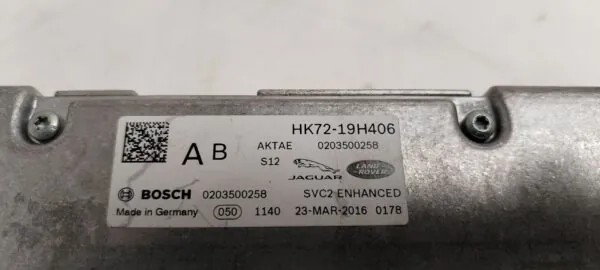 HK72-19H406
A B AKTAE 0203500258
S12 JAGUAR LAND ROVER
BOSCH 0203500258 SVC2 ENHANCED
Made in Germany 050 1140 23-MAR-2016 0178